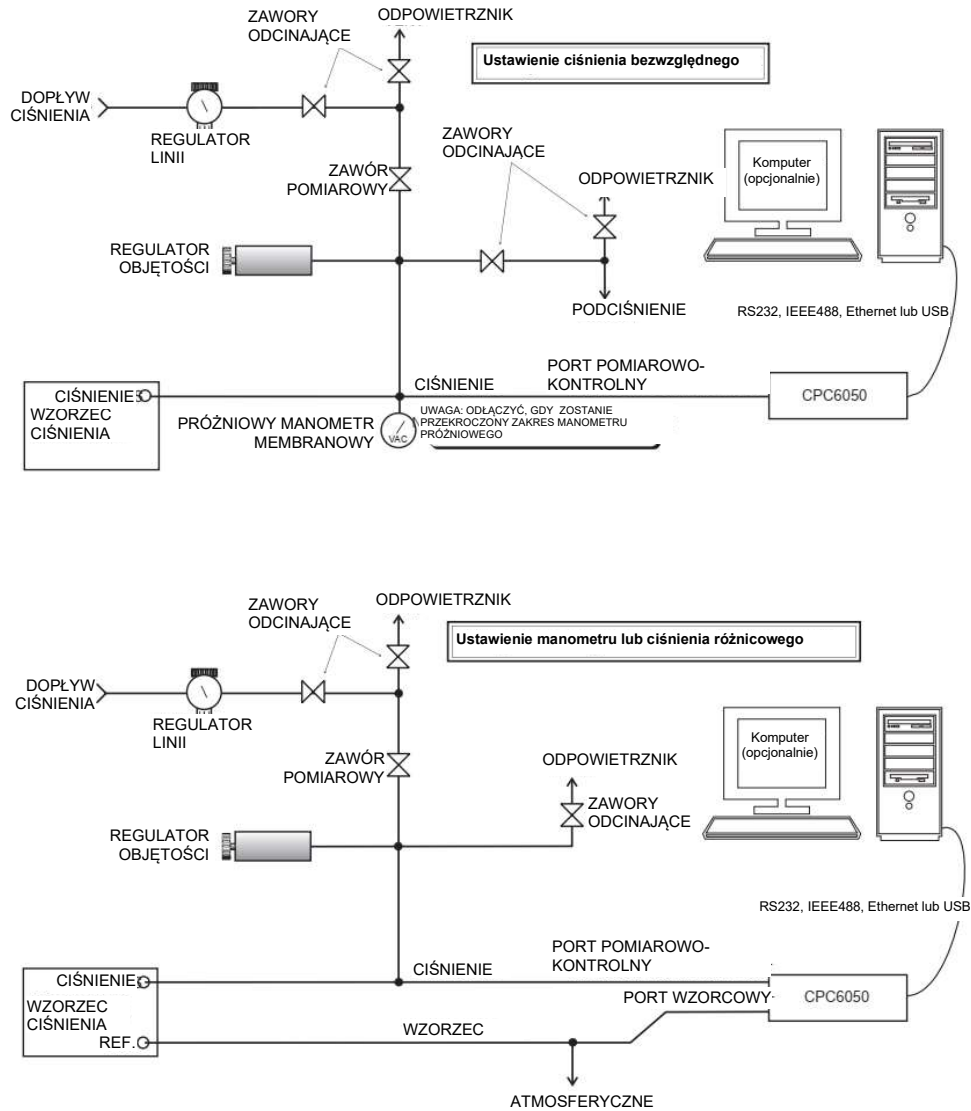 ZAWORY
ODCINAJĄCE
ODPOWIETRZNIK
Ustawienie ciśnienia bezwzględnego
DOPŁYW
CIŚNIENIA
REGULATOR
LINII
ZAWÓR
POMIAROWY
ZAWORY
ODCINAJĄCE
ODPOWIETRZNIK
Komputer
(opcjonalnie)
REGULATOR
OBJĘTOŚCI
PODCIŚNIENIE
RS232, IEEE488, Ethernet lub USB
CIŚNIENIE
WZORZEC
CIŚNIENIA
CIŚNIENIE
PORT POMIAROWO-
KONTROLNY
CPC6050
PRÓŻNIOWY MANOMETR
MEMBRANOWY
VAC
UWAGA: ODŁĄCZYĆ, GDY ZOSTANIE
PRZEKROCZONY ZAKRES MANOMETRU
PRÓŻNIOWEGO
ZAWORY
ODCINAJĄCE
ODPOWIETRZNIK
Ustawienie manometru lub ciśnienia różnicowego
DOPŁYW
CIŚNIENIA
REGULATOR
LINII
ZAWÓR
POMIAROWY
ODPOWIETRZNIK
ZAWORY
ODCINAJĄCE
Komputer
(opcjonalnie)
REGULATOR
OBJĘTOŚCI
RS232, IEEE488, Ethernet lub USB
CIŚNIENIE
WZORZEC
CIŚNIENIA
REF.
CIŚNIENIE
PORT POMIAROWO-
KONTROLNY
PORT WZORCOWY
CPC6050
WZORZEC
ATMOSFERYCZNE